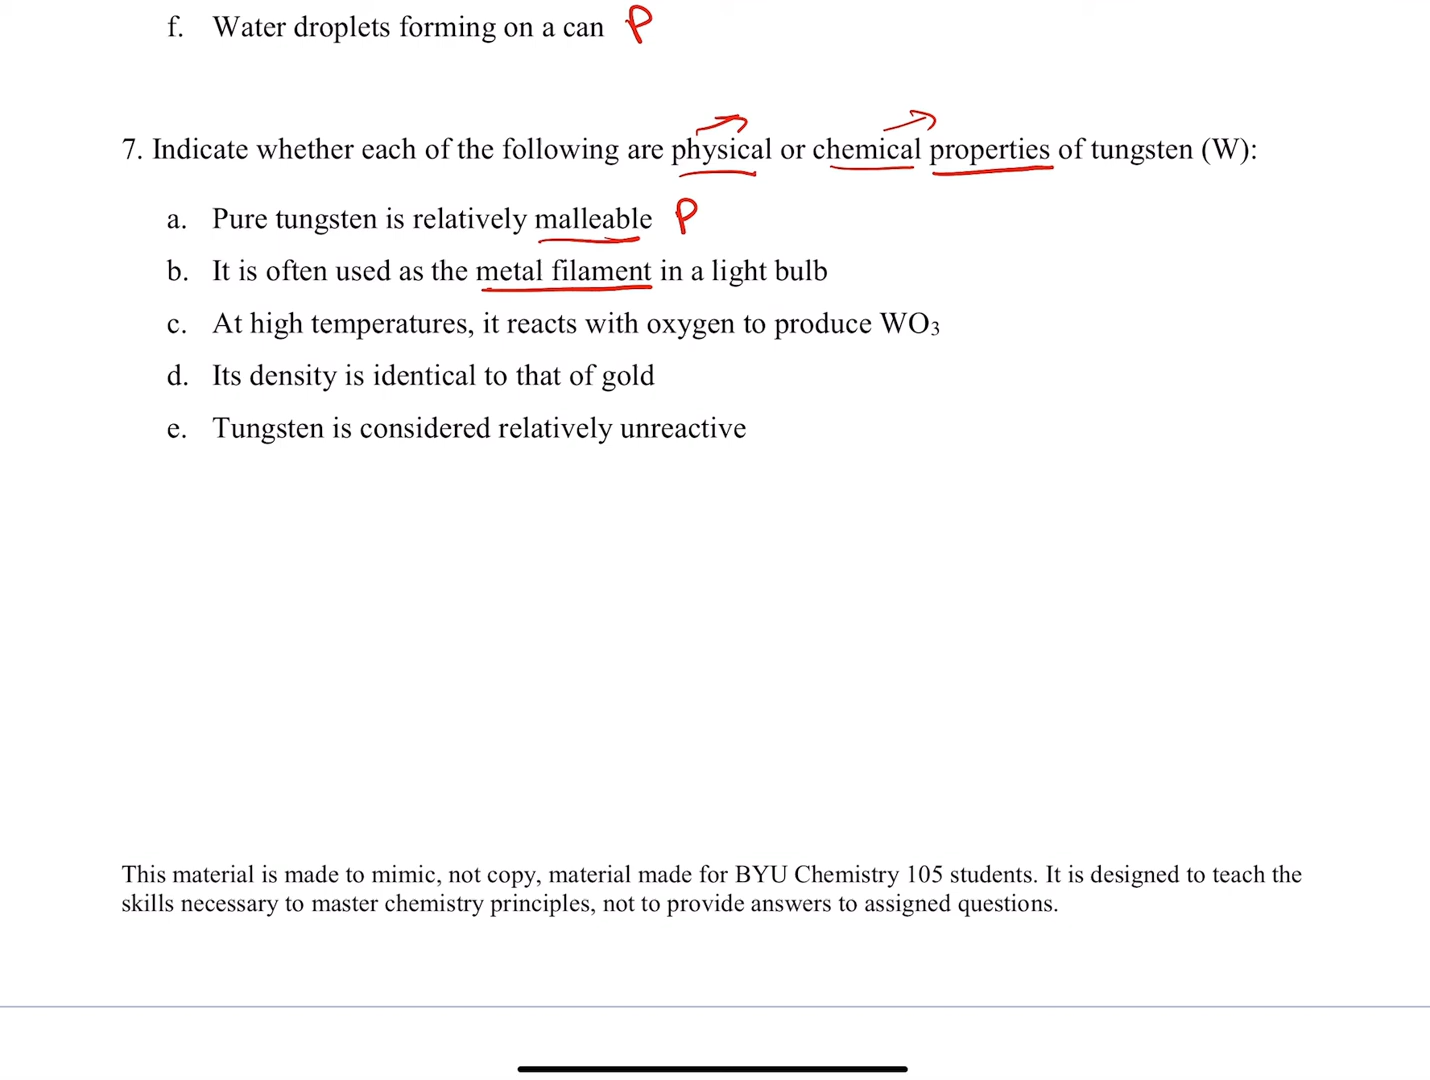 f. Water droplets forming on a can P
7. Indicate whether each of the following are physical or chemical properties of tungsten (W):
a. Pure tungsten is relatively malleable P
b. It is often used as the metal filament in a light bulb
c. At high temperatures, it reacts with oxygen to produce WO3
d. Its density is identical to that of gold
e. Tungsten is considered relatively unreactive
This material is made to mimic, not copy, material made for BYU Chemistry 105 students. It is designed to teach the
skills necessary to master chemistry principles, not to provide answers to assigned questions.